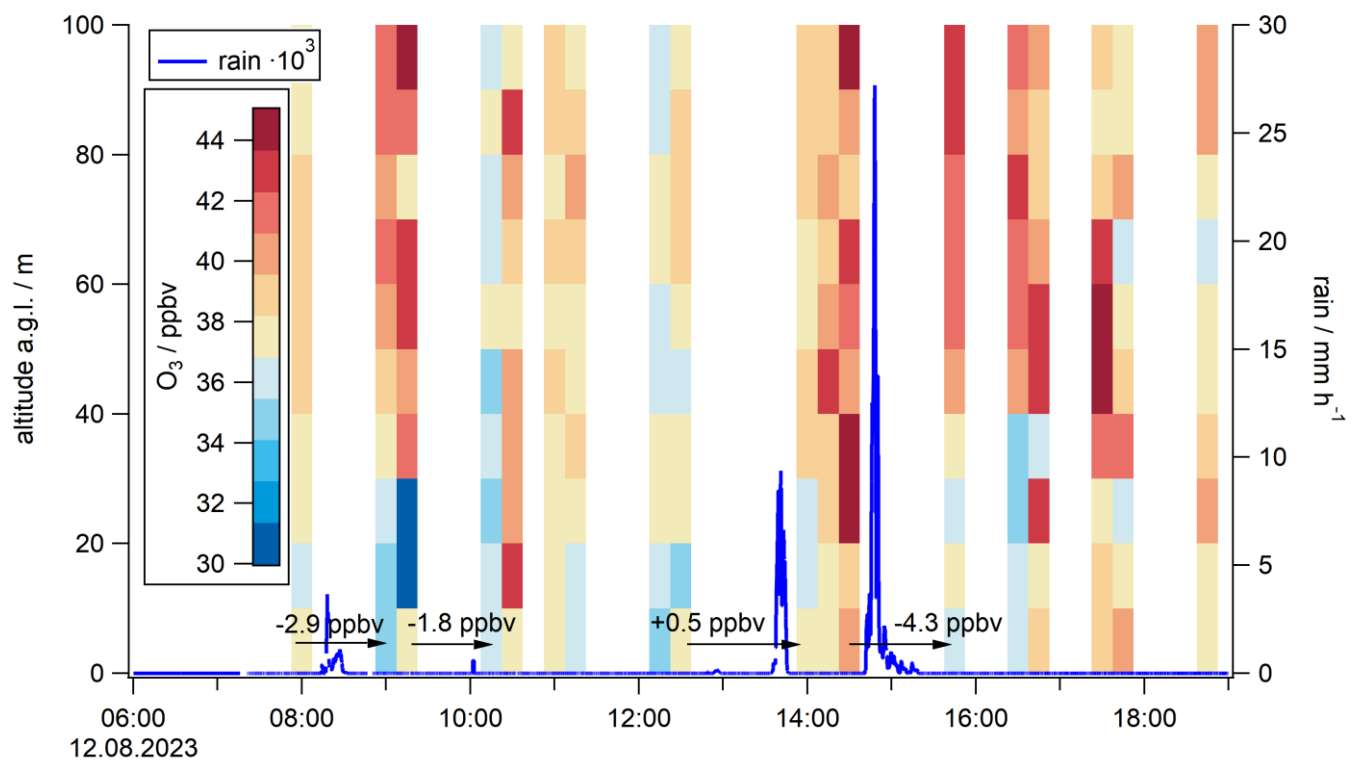 100
80
60
40
20
0
altitude a.g.l. / m
rain ·10³
44
42
40
38
36
34
32
30
O₃ / ppbv
-2.9 ppbv
-1.8 ppbv
+0.5 ppbv
-4.3 ppbv
30
25
20
15
10
5
0
rain / mm h⁻¹
06:00 08:00 10:00 12:00 14:00 16:00 18:00
12.08.2023